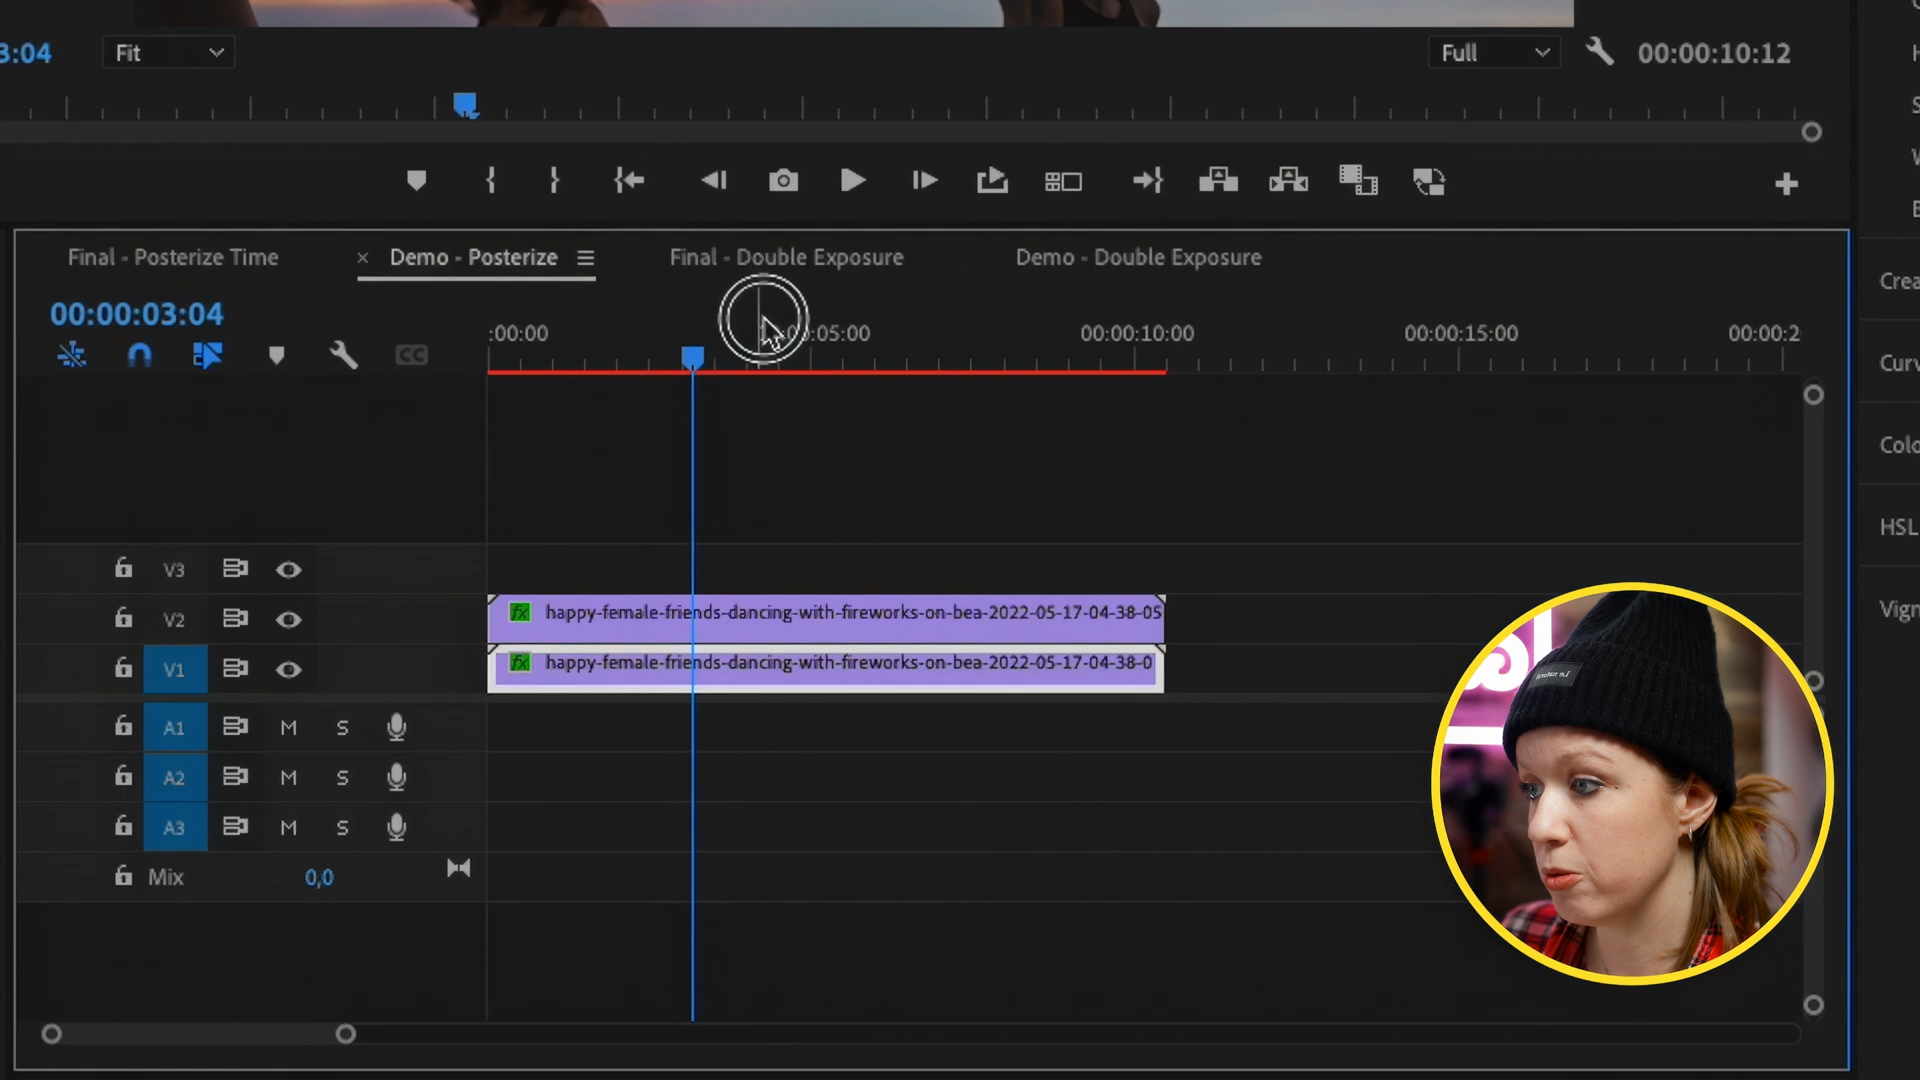 3:04
Fit
Full
00:00:10:12
Final - Posterize Time
× Demo - Posterize
Final - Double Exposure
Demo - Double Exposure
00:00:03:04
:00:00
05:00
00:00:10:00
00:00:15:00
00:00:2
CC
V3
V2
fx happy-female-friends-dancing-with-fireworks-on-bea-2022-05-17-04-38-05
V1
fx happy-female-friends-dancing-with-fireworks-on-bea-2022-05-17-04-38-0
A1 M S
A2 M S
A3 M S
Mix 0,0
Crea
Curv
Colo
HSL
Vign